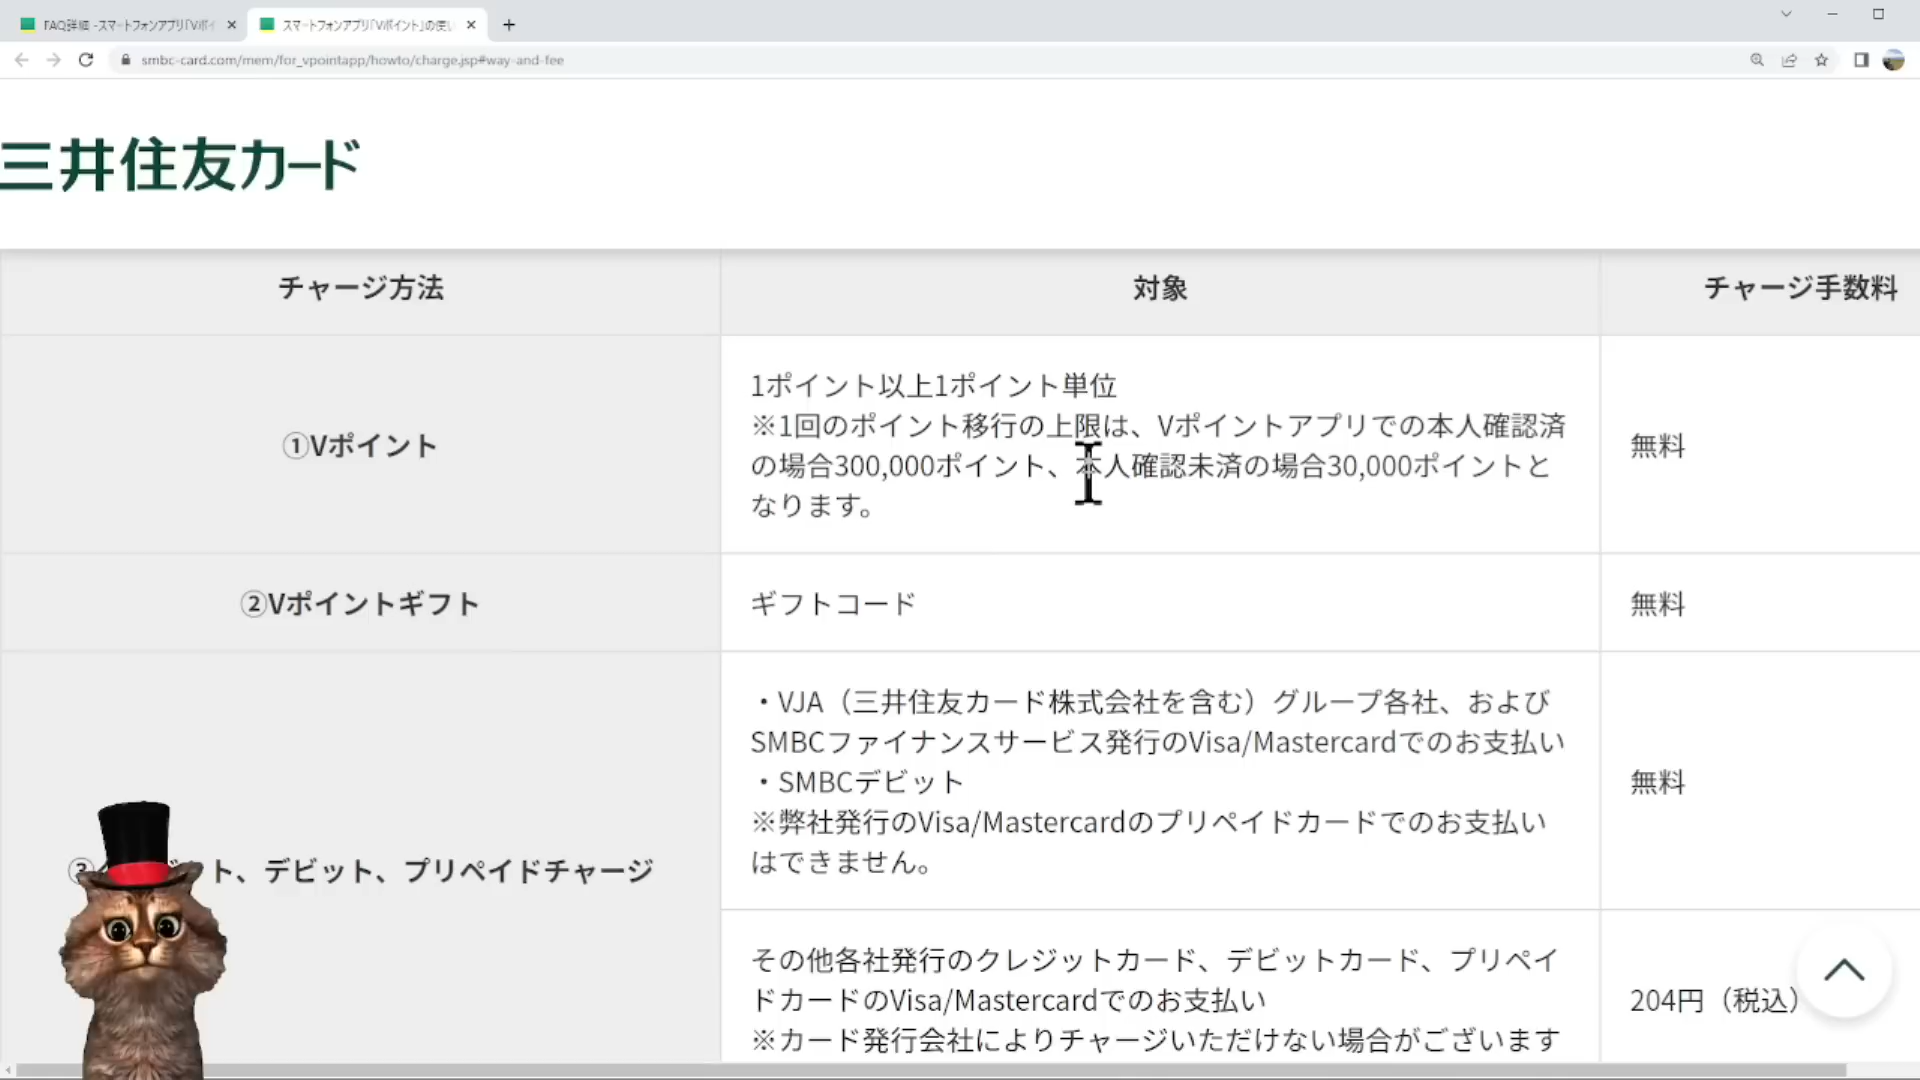 FAQ詳細 -スマートフォンアプリ「Vポイ
スマートフォンアプリ「Vポイント」の使い
smbc-card.com/mem/for_vpointapp/howto/charge.jsp#way-and-fee
三井住友カード
チャージ方法
対象
チャージ手数料
①Vポイント
1ポイント以上1ポイント単位
※1回のポイント移行の上限は、Vポイントアプリでの本人確認済
の場合300,000ポイント、本人確認未済の場合30,000ポイントと
なります。
無料
②Vポイントギフト
ギフトコード
無料
ト、デビット、プリペイドチャージ
・VJA（三井住友カード株式会社を含む）グループ各社、および
SMBCファイナンスサービス発行のVisa/Mastercardでのお支払い
・SMBCデビット
※弊社発行のVisa/Mastercardのプリペイドカードでのお支払い
はできません。
無料
その他各社発行のクレジットカード、デビットカード、プリペイ
ドカードのVisa/Mastercardでのお支払い
※カード発行会社によりチャージいただけない場合がございます
204円（税込）